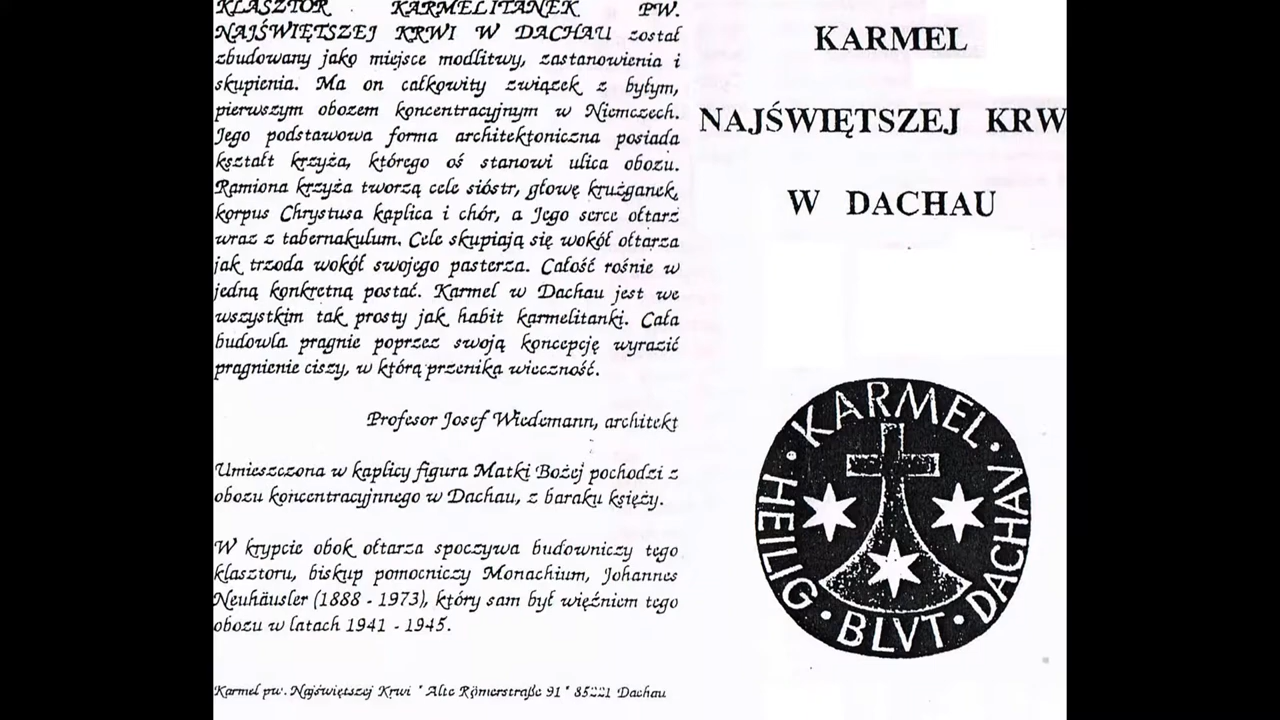 KLASZTOR KARMELITANEK PW.
NAJŚWIĘTSZEJ KRWI W DACHAU został
zbudowany jako miejsce modlitwy, zastanowienia i
skupienia. Ma on całkowity związek z byłym,
pierwszym obozem koncentracyjnym w Niemczech.
Jego podstawowa forma architektoniczna posiada
kształt krzyża, którego oś stanowi ulica obozu.
Ramiona krzyża tworzą cele sióstr, głowę krużganek,
korpus Chrystusa kaplica i chór, a Jego serce ołtarz
wraz z tabernakulum. Cele skupiają się wokół ołtarza
jak trzoda wokół swojego pasterza. Całość rośnie w
jedną konkretną postać. Karmel w Dachau jest we
wszystkim tak prosty jak habit karmelitanki. Cała
budowla pragnie poprzez swoją koncepcję wyrazić
pragnienie ciszy, w którą przenika wieczność.
Profesor Josef Wiedemann, architekt
Umieszczona w kaplicy figura Matki Bożej pochodzi z
obozu koncentracyjnnego w Dachau, z baraku księży.
W krypcie obok ołtarza spoczywa budowniczy tego
klasztoru, biskup pomocniczy Monachium, Johannes
Neuhäusler (1888 - 1973), który sam był więźniem tego
obozu w latach 1941 - 1945.
Karmel pw. Najświętszej Krwi * Alte Römerstraße 91 * 85221 Dachau
KARMEL
NAJŚWIĘTSZEJ KRW
W DACHAU
KARMEL
HEILIG · BLVT · DACHAV